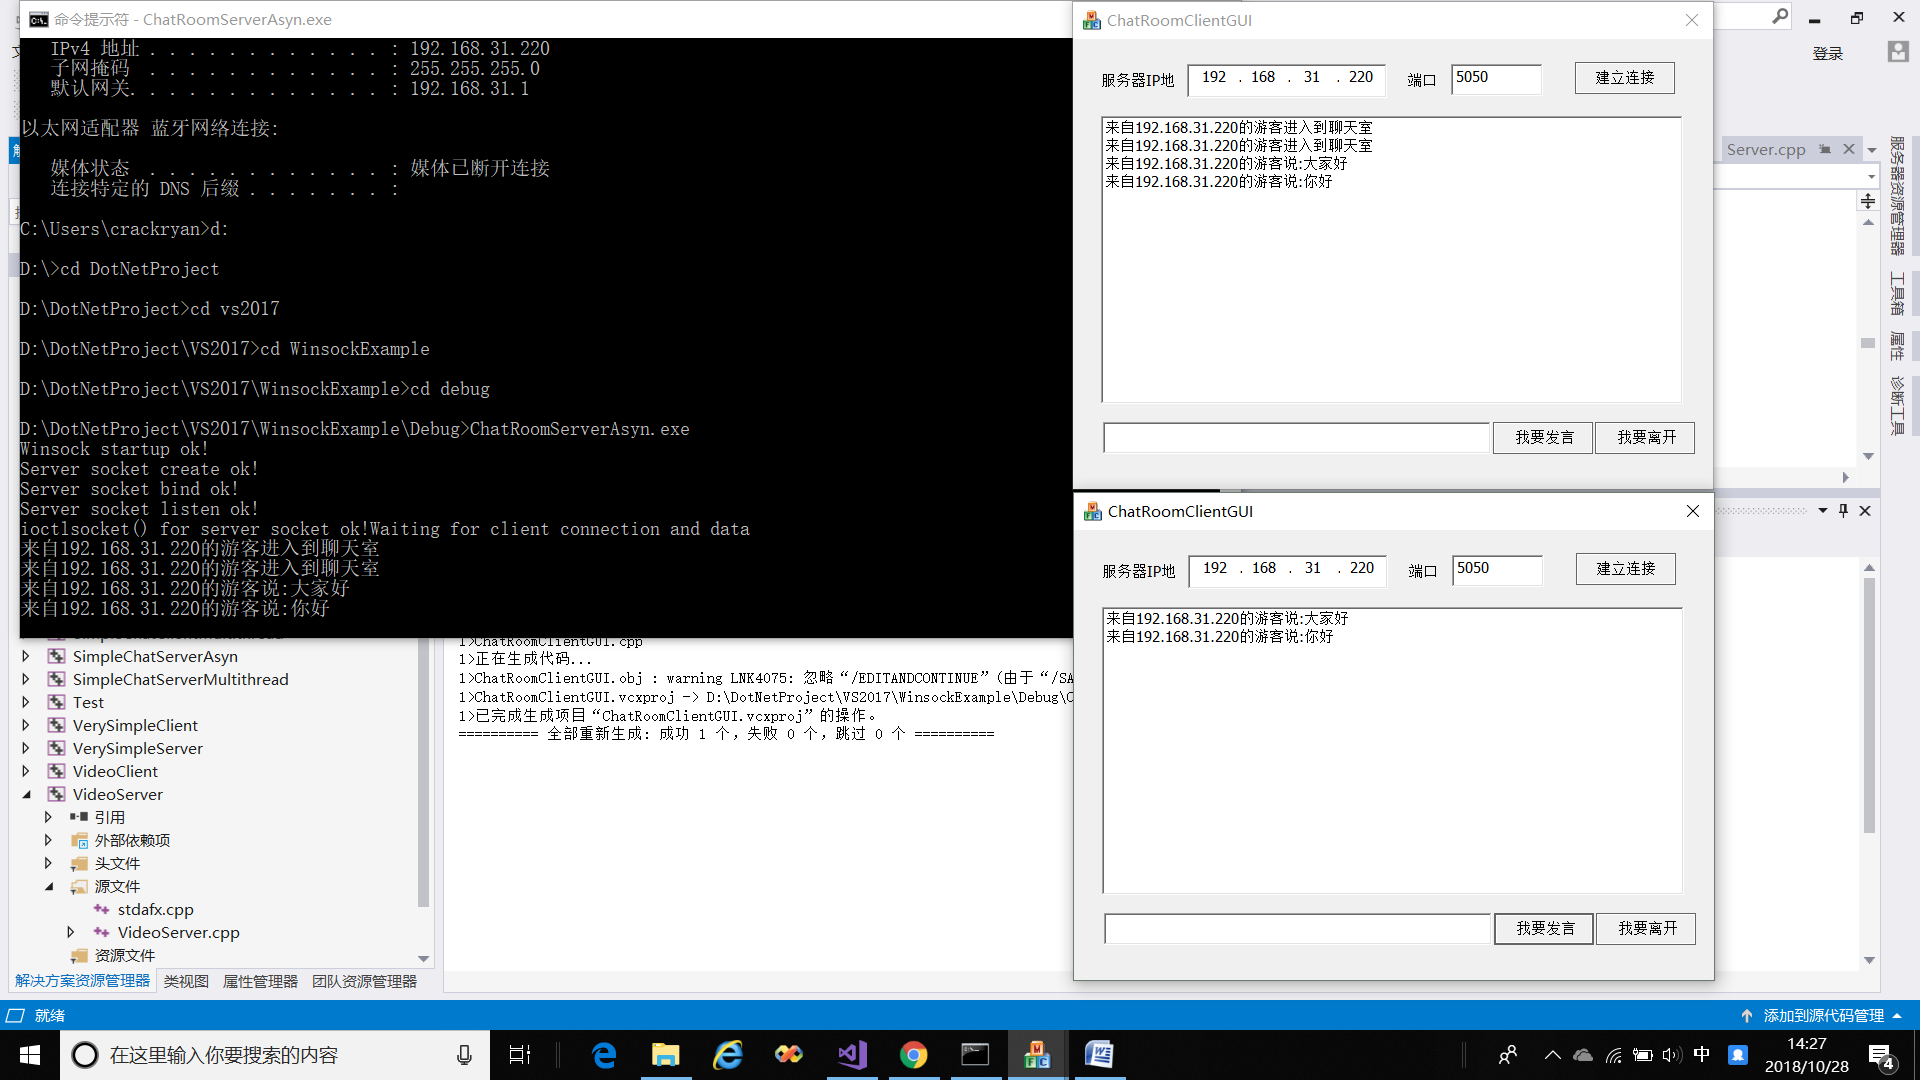 命令提示符 - ChatRoomServerAsyn.exe
IPv4 地址 . . . . . . . . . . . . : 192.168.31.220
子网掩码 . . . . . . . . . . . . : 255.255.255.0
默认网关. . . . . . . . . . . . . : 192.168.31.1
以太网适配器 蓝牙网络连接:
媒体状态 . . . . . . . . . . . . : 媒体已断开连接
连接特定的 DNS 后缀 . . . . . . . :
C:\Users\crackryan>d:
D:\>cd DotNetProject
D:\DotNetProject>cd vs2017
D:\DotNetProject\VS2017>cd WinsockExample
D:\DotNetProject\VS2017\WinsockExample>cd debug
D:\DotNetProject\VS2017\WinsockExample\Debug>ChatRoomServerAsyn.exe
Winsock startup ok!
Server socket create ok!
Server socket bind ok!
Server socket listen ok!
ioctlsocket() for server socket ok!Waiting for client connection and data
来自192.168.31.220的游客进入到聊天室
来自192.168.31.220的游客进入到聊天室
来自192.168.31.220的游客说:大家好
来自192.168.31.220的游客说:你好
ChatRoomClientGUI
服务器IP地 192 . 168 . 31 . 220 端口 5050 建立连接
来自192.168.31.220的游客进入到聊天室
来自192.168.31.220的游客进入到聊天室
来自192.168.31.220的游客说:大家好
来自192.168.31.220的游客说:你好
我要发言 我要离开
ChatRoomClientGUI
服务器IP地 192 . 168 . 31 . 220 端口 5050 建立连接
来自192.168.31.220的游客说:大家好
来自192.168.31.220的游客说:你好
我要发言 我要离开
登录
Server.cpp
服务器资源管理器
工具箱
属性
诊断工具
SimpleChatServerAsyn
SimpleChatServerMultithread
Test
VerySimpleClient
VerySimpleServer
VideoClient
VideoServer
引用
外部依赖项
头文件
源文件
stdafx.cpp
VideoServer.cpp
资源文件
解决方案资源管理器 类视图 属性管理器 团队资源管理器
1>ChatRoomClientGUI.cpp
1>正在生成代码...
1>ChatRoomClientGUI.obj : warning LNK4075: 忽略“/EDITANDCONTINUE”(由于“/SA
1>ChatRoomClientGUI.vcxproj -> D:\DotNetProject\VS2017\WinsockExample\Debug\C
1>已完成生成项目“ChatRoomClientGUI.vcxproj”的操作。
========== 全部重新生成: 成功 1 个，失败 0 个，跳过 0 个 ==========
就绪
添加到源代码管理
在这里输入你要搜索的内容
中
14:27
2018/10/28
4